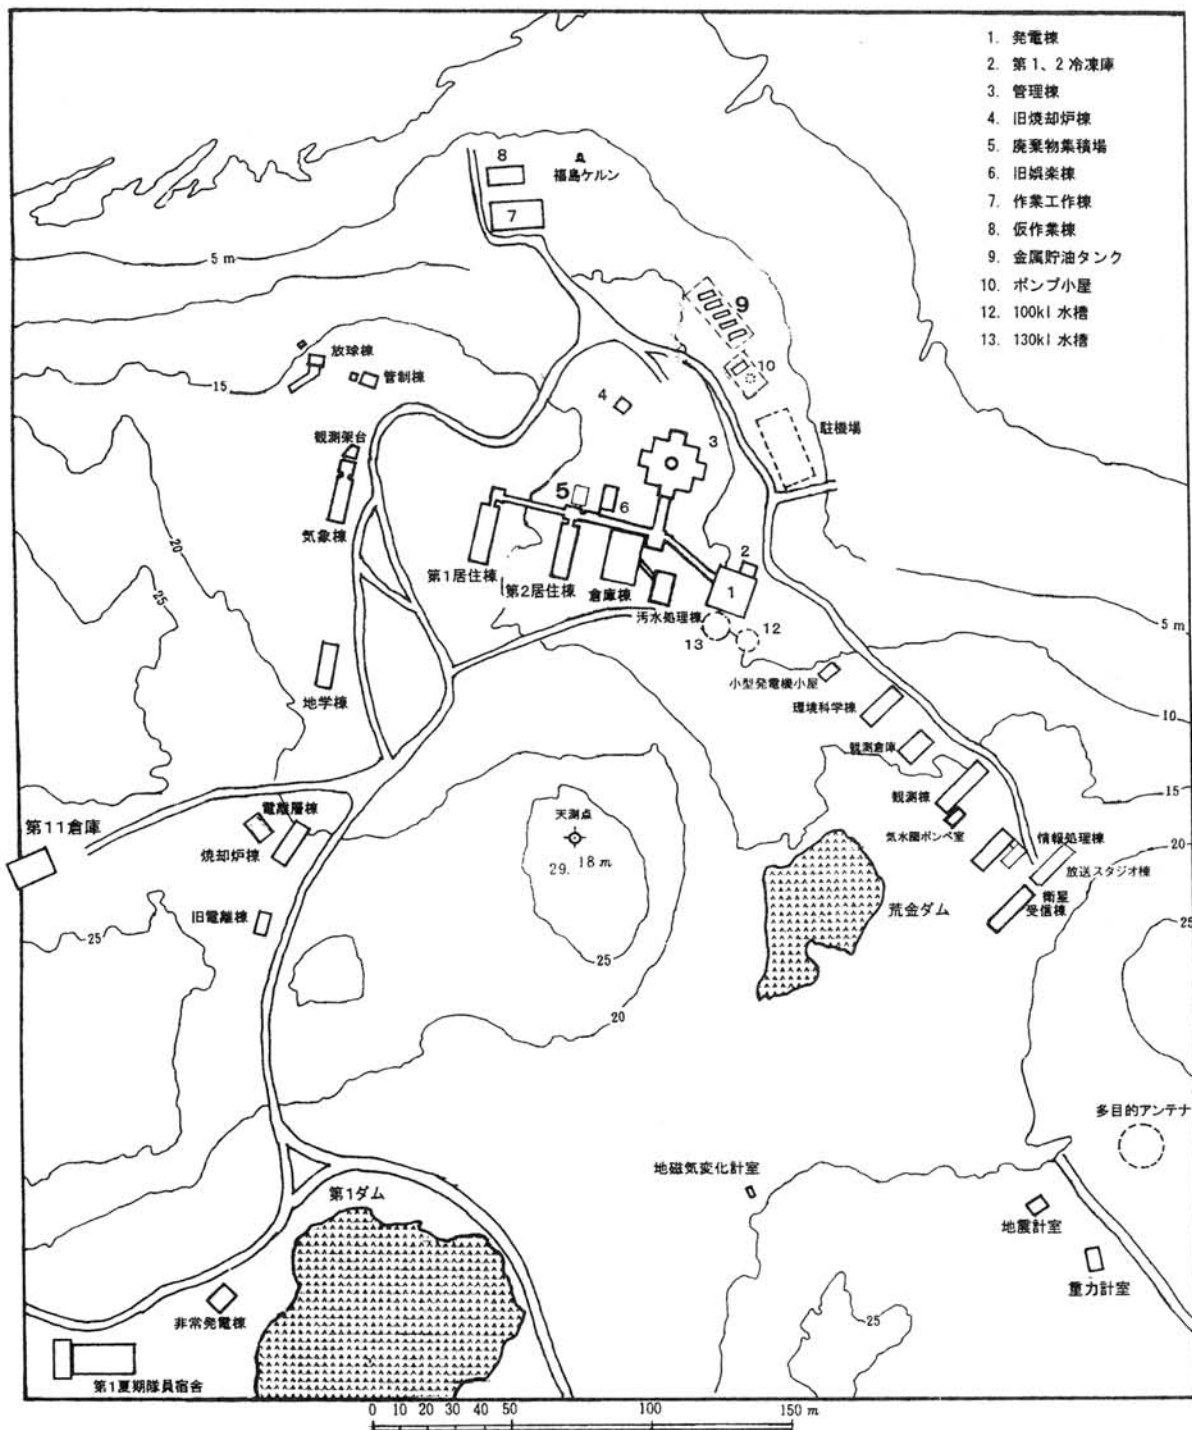 1. 発電棟
2. 第1、2冷凍庫
3. 管理棟
4. 旧焼却炉棟
5. 廃棄物集積場
6. 旧娯楽棟
7. 作業工作棟
8. 仮作業棟
9. 金属貯油タンク
10. ポンプ小屋
12. 100kl 水槽
13. 130kl 水槽
8
福島ケルン
7
5 m
9
放球棟
15
管制棟
10
4
駐機場
観測架台
3
5
6
気象棟
20
2
第1居住棟
第2居住棟
倉庫棟
1
25
汚水処理棟
13
12
5 m
小型発電機小屋
地学棟
環境科学棟
10
観測倉庫
観測棟
15
電離層棟
天測点
第11倉庫
気水圏ボンベ室
情報処理棟
20
焼却炉棟
29. 18 m
放送スタジオ棟
衛星
受信棟
荒金ダム
旧電離棟
25
25
25
20
多目的アンテナ
地磁気変化計室
第1ダム
地震計室
重力計室
非常発電棟
25
第1夏期隊員宿舎
0 10 20 30 40 50 100 150 m